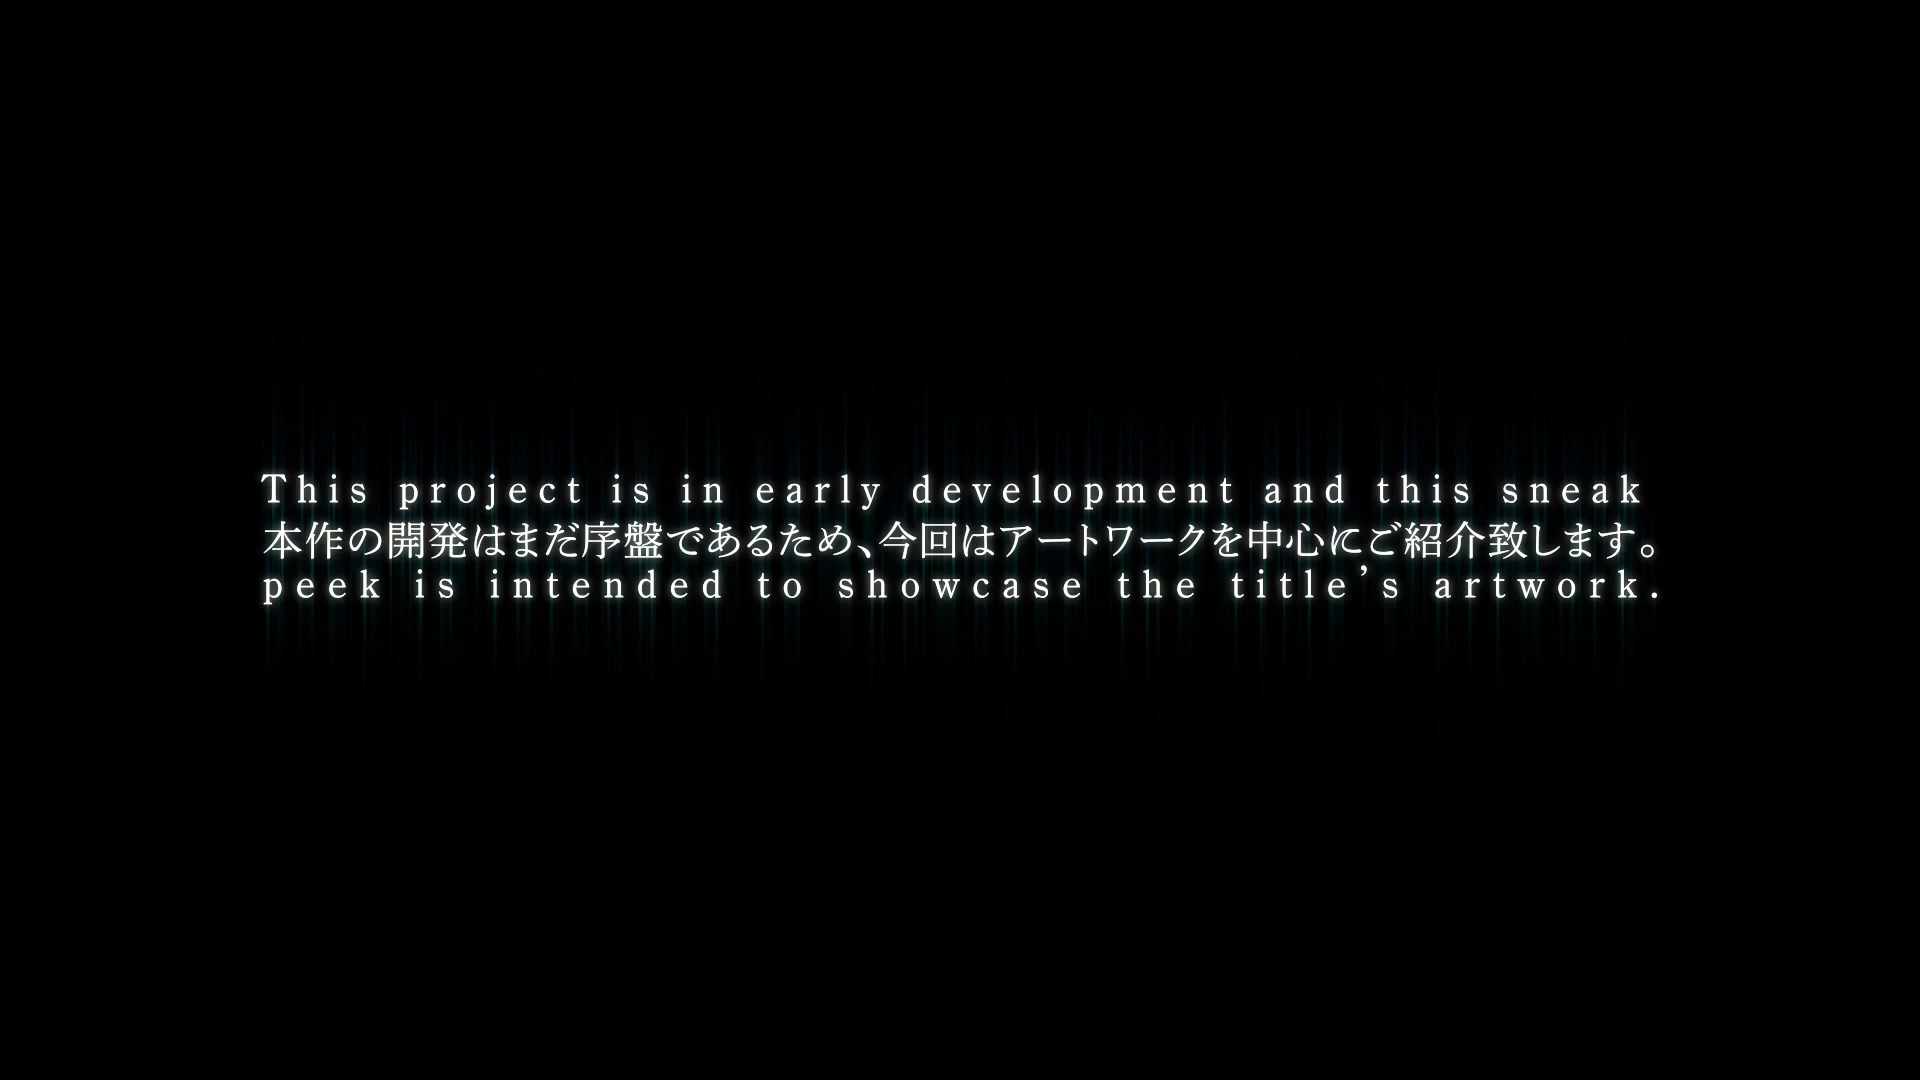 This project is in early development and this sneak
本作の開発はまだ序盤であるため、今回はアートワークを中心にご紹介致します。
peek is intended to showcase the title’s artwork.